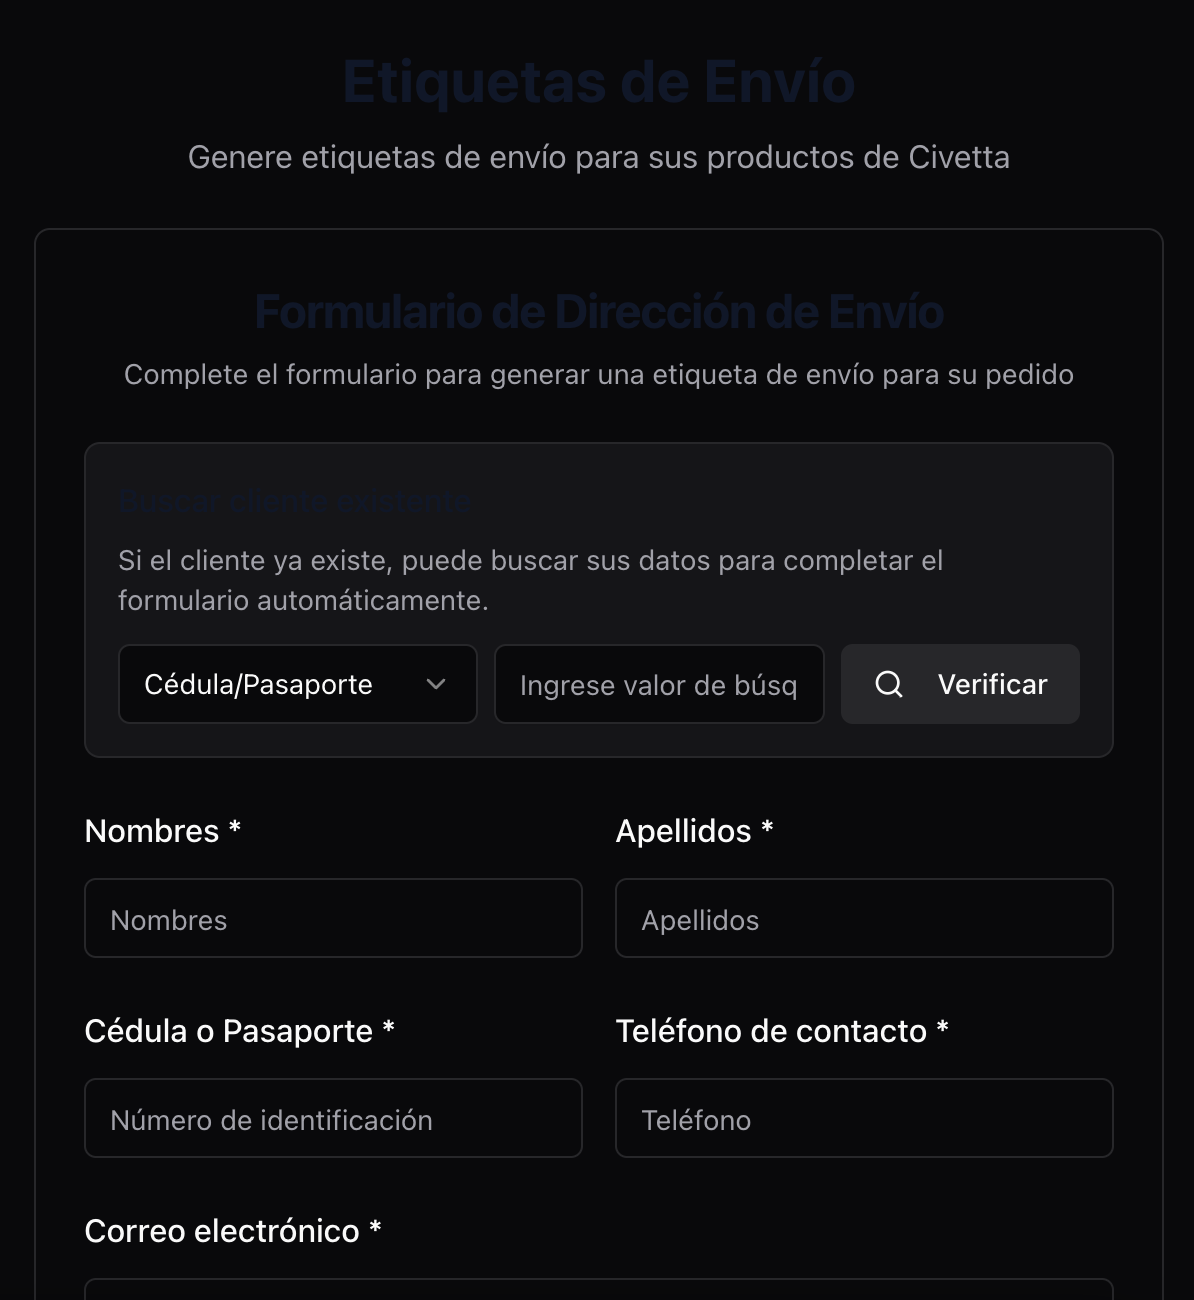 Etiquetas de Envío
Genere etiquetas de envío para sus productos de Civetta
Formulario de Dirección de Envío
Complete el formulario para generar una etiqueta de envío para su pedido
Buscar cliente existente
Si el cliente ya existe, puede buscar sus datos para completar el
formulario automáticamente.
Cédula/Pasaporte
Ingrese valor de búsq
Verificar
Nombres *
Apellidos *
Nombres
Apellidos
Cédula o Pasaporte *
Teléfono de contacto *
Número de identificación
Teléfono
Correo electrónico *